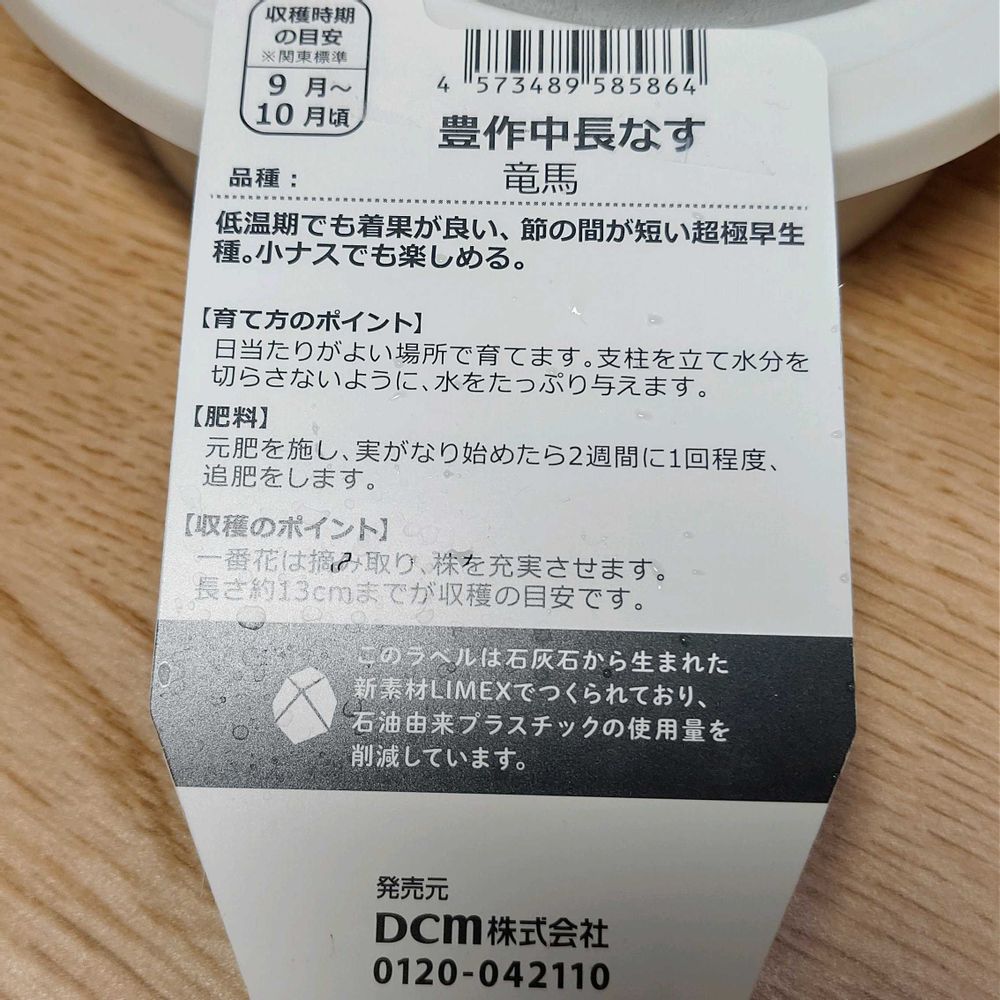 収穫時期
の目安
※関東標準
9 月~
10 月頃
4 573489 585864
豊作中長なす
品種: 竜馬
低温期でも着果が良い、節の間が短い超極早生
種。小ナスでも楽しめる。
【育て方のポイント】
日当たりがよい場所で育てます。支柱を立て水分を
切らさないように、水をたっぷり与えます。
【肥料】
元肥を施し、実がなり始めたら2週間に1回程度、
追肥をします。
【収穫のポイント】
一番花は摘み取り、株を充実させます。
長さ約13cmまでが収穫の目安です。
このラベルは石灰石から生まれた
新素材LIMEXでつくられており、
石油由来プラスチックの使用量を
削減しています。
発売元
DCM株式会社
0120-042110